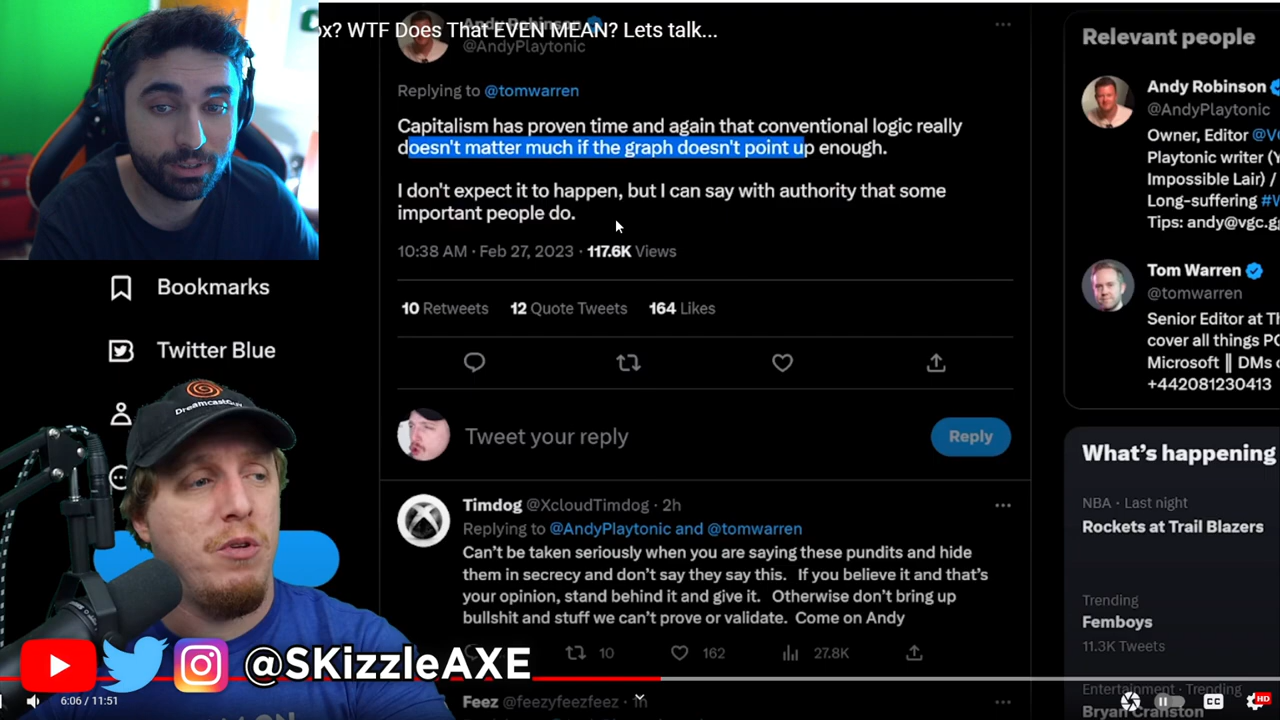 ox? WTF Does That EVEN MEAN? Lets talk...
Andy Robinson
@AndyPlaytonic
Replying to @tomwarren
Capitalism has proven time and again that conventional logic really
doesn't matter much if the graph doesn't point up enough.
I don't expect it to happen, but I can say with authority that some
important people do.
10:38 AM · Feb 27, 2023 · 117.6K Views
10 Retweets 12 Quote Tweets 164 Likes
Tweet your reply
Reply
Timdog @XcloudTimdog · 2h
Replying to @AndyPlaytonic and @tomwarren
Can't be taken seriously when you are saying these pundits and hide
them in secrecy and don't say they say this. If you believe it and that's
your opinion, stand behind it and give it. Otherwise don't bring up
bullshit and stuff we can't prove or validate. Come on Andy
10 162 27.8K
Feez @feezyfeezfeez · 1h
Bookmarks
Twitter Blue
DreamcastGuy
@SKizzleAXE
6:06 / 11:51
HD
Relevant people
Andy Robinson
@AndyPlaytonic
Owner, Editor @V
Playtonic writer (Y
Impossible Lair) /
Long-suffering #W
Tips: andy@vgc.g
Tom Warren
@tomwarren
Senior Editor at Th
cover all things PC
Microsoft || DMs o
+442081230413
What's happening
NBA · Last night
Rockets at Trail Blazers
Trending
Femboys
11.3K Tweets
Entertainment · Trending
Bryan Cranston
CC